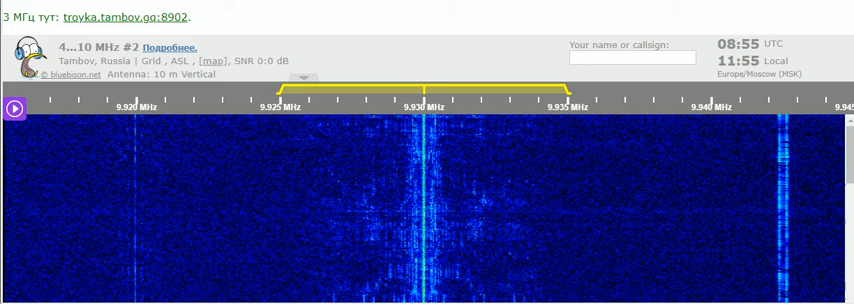 3 МГц тут: troyka.tambov.gq:8902.
4...10 MHz #2 Подробнее.
Tambov, Russia | Grid , ASL , [map], SNR 0:0 dB
© bluebison.net Antenna: 10 m Vertical
Your name or callsign:
08:55 UTC
11:55 Local
Europe/Moscow (MSK)
9.920 MHz 9.925 MHz 9.930 MHz 9.935 MHz 9.940 MHz 9.945